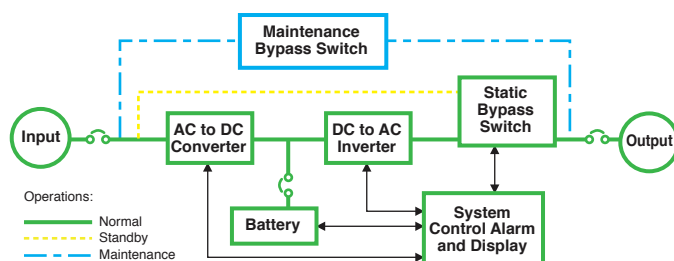 Maintenance
Bypass Switch
Static
Bypass
Switch
Input
AC to DC
Converter
DC to AC
Inverter
Output
Operations:
Normal
Standby
Maintenance
Battery
System
Control Alarm
and Display